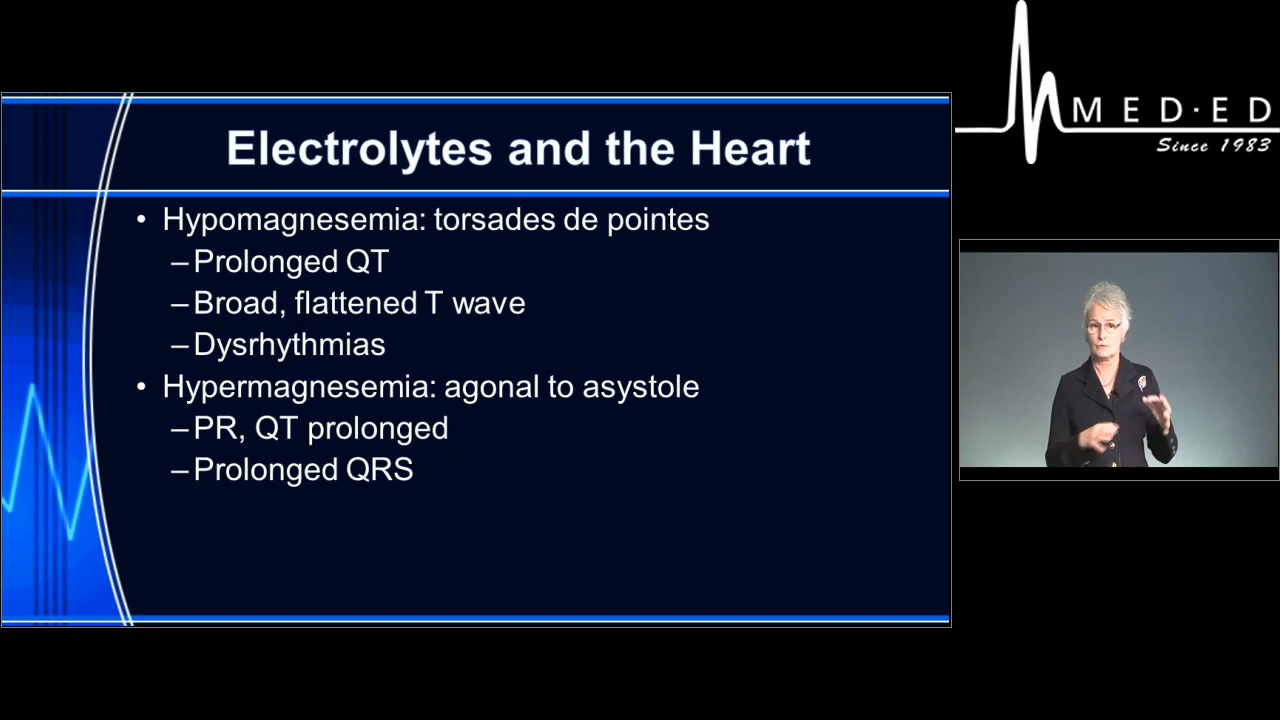 Electrolytes and the Heart
• Hypomagnesemia: torsades de pointes
– Prolonged QT
– Broad, flattened T wave
– Dysrhythmias
• Hypermagnesemia: agonal to asystole
– PR, QT prolonged
– Prolonged QRS
MED·ED
Since 1983